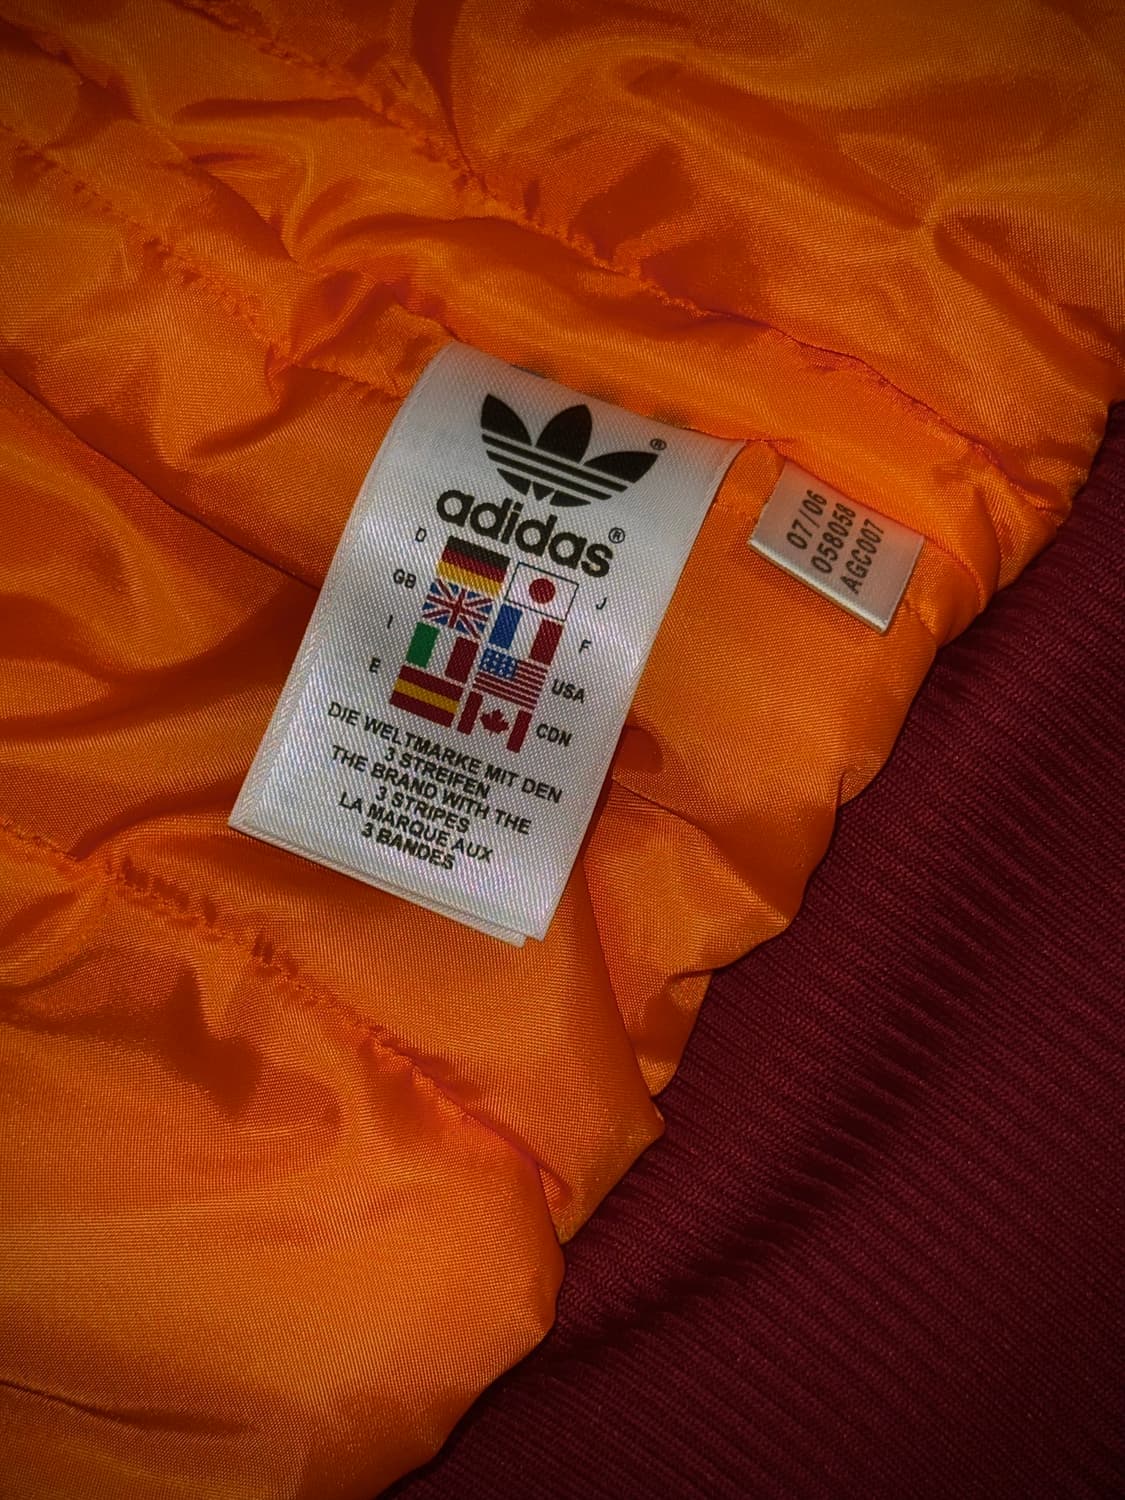 ®
adidas®
D
J
GB
F
I
USA
E
CDN
DIE WELTMARKE MIT DEN
3 STREIFEN
THE BRAND WITH THE
3 STRIPES
LA MARQUE AUX
3 BANDES
07/06
058058
AGC007